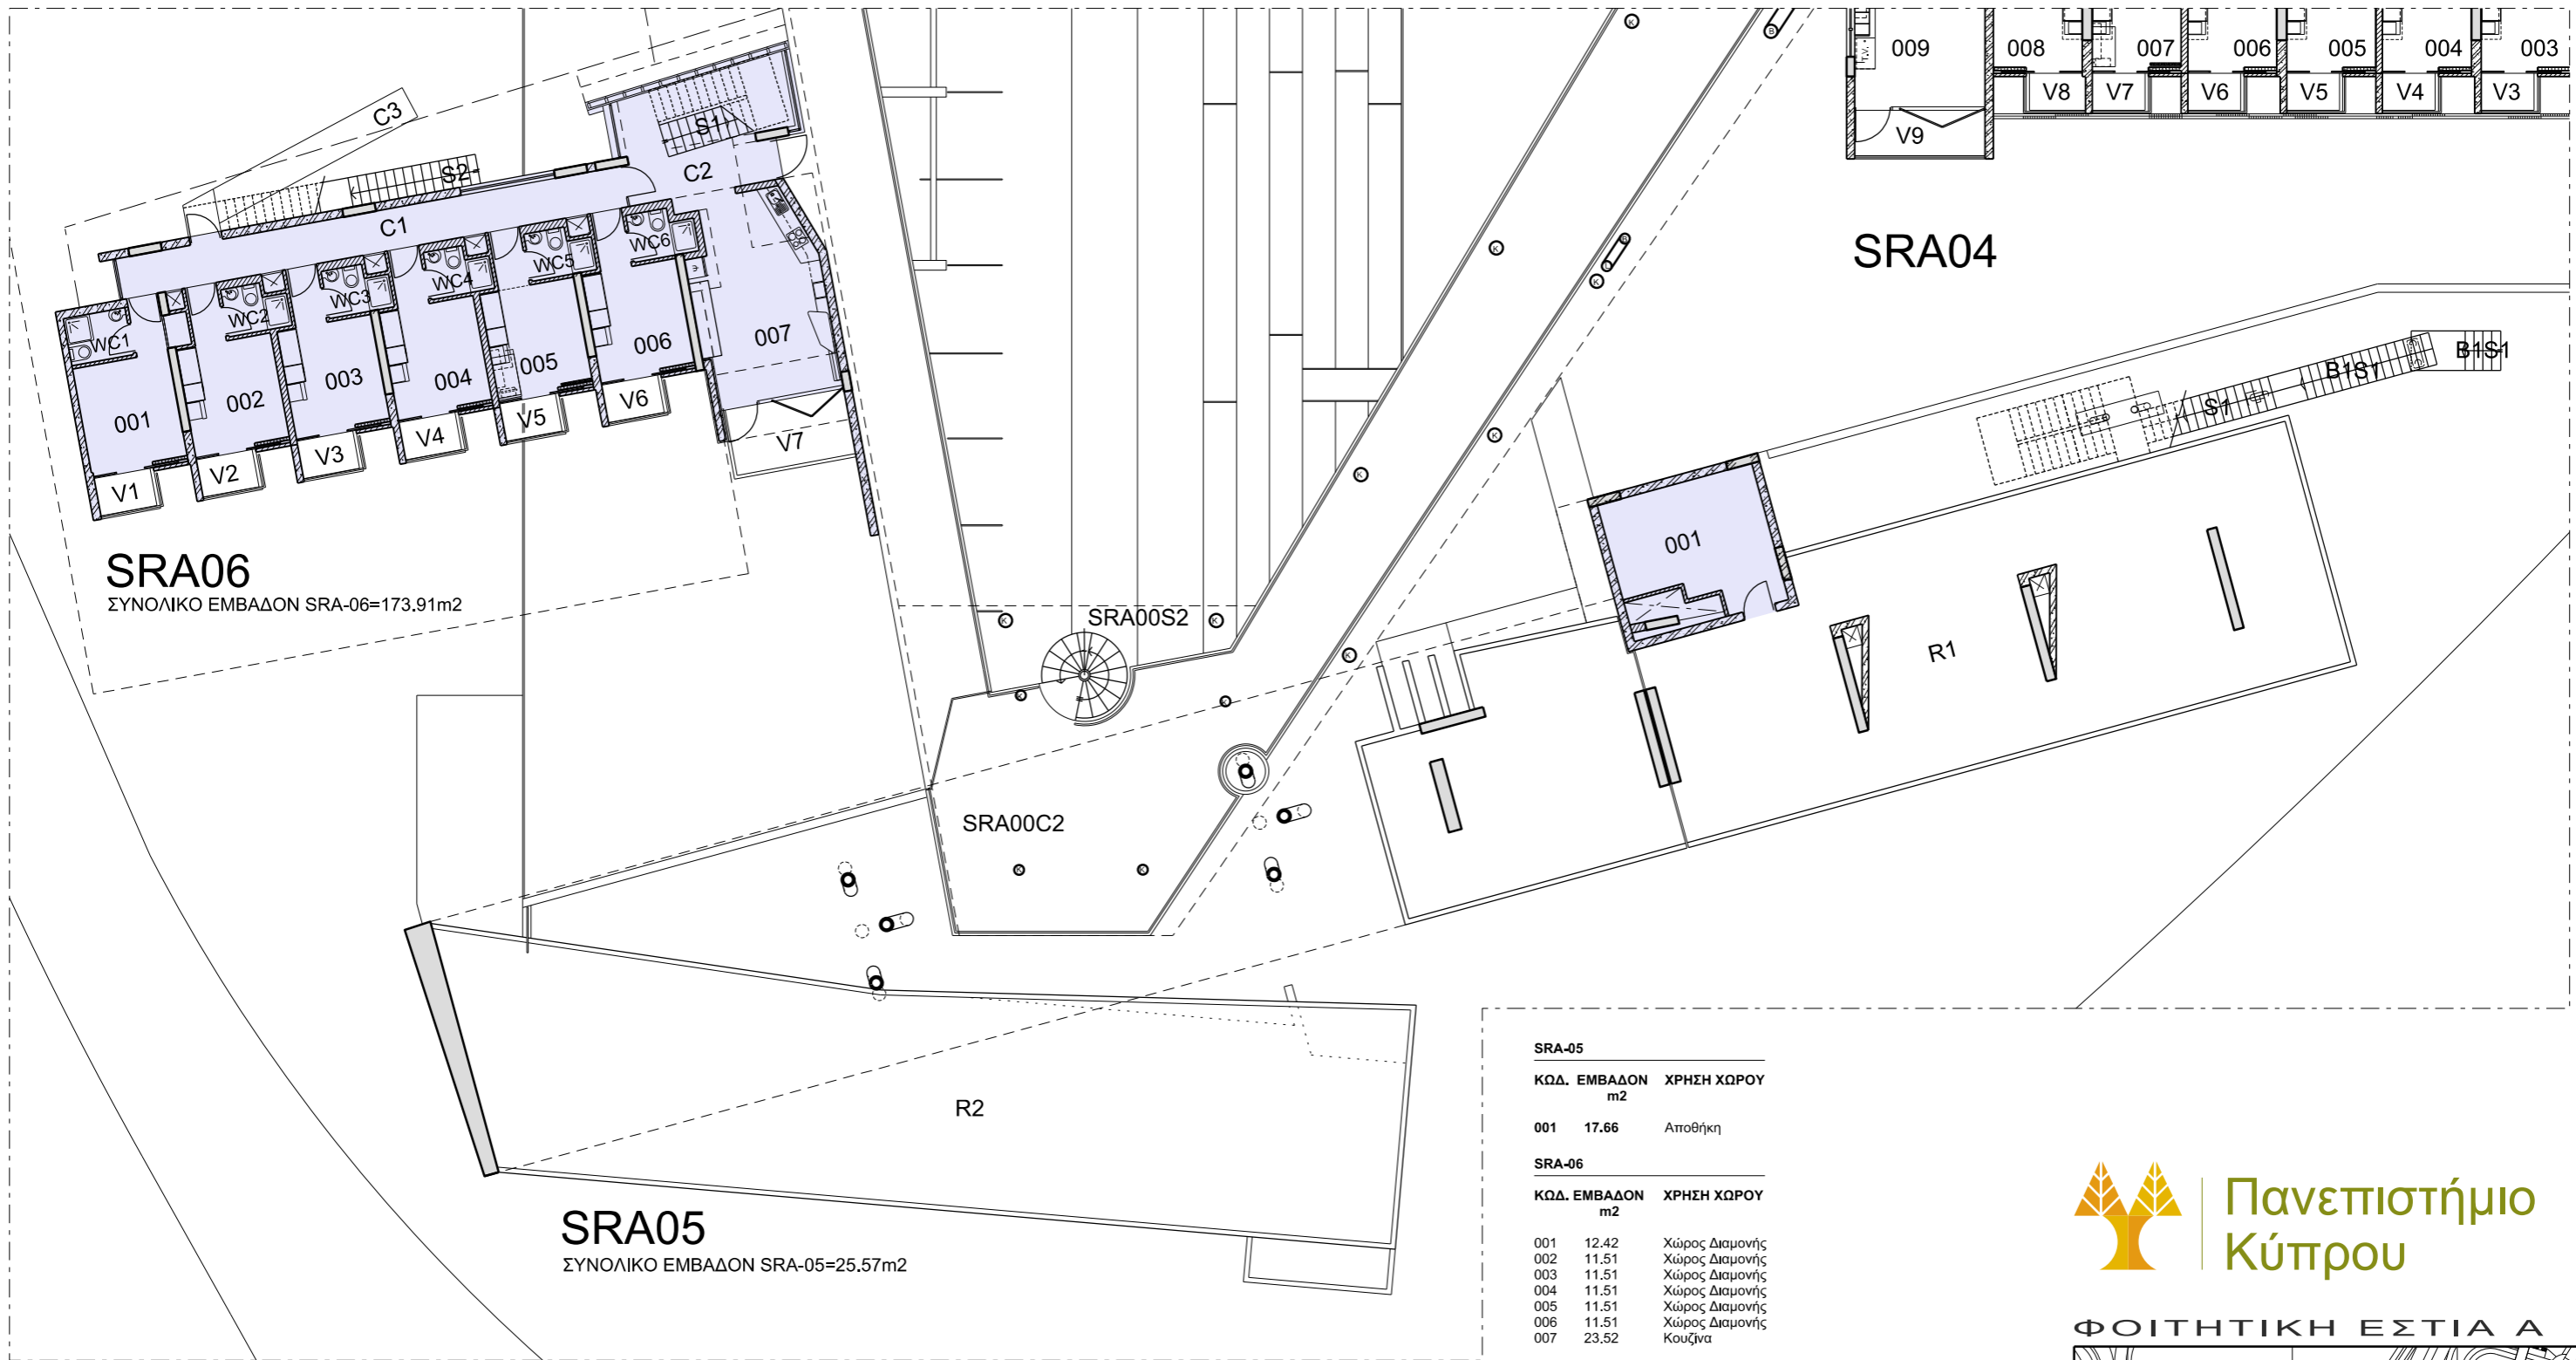 009
008
007
006
005
004
003
T.V.
V8
V7
V6
V5
V4
V3
V9
SRA04
C3
S1
S2
C2
C1
WC6
WC5
WC4
WC3
WC2
WC1
007
006
005
004
003
002
001
V7
V6
V5
V4
V3
V2
V1
SRA06
ΣΥΝΟΛΙΚΟ ΕΜΒΑΔΟΝ SRA-06=173.91m2
B1S1
B1S1
S1
001
R1
SRA00S2
SRA00C2
R2
SRA05
ΣΥΝΟΛΙΚΟ ΕΜΒΑΔΟΝ SRA-05=25.57m2
SRA-05
ΚΩΔ. ΕΜΒΑΔΟΝ ΧΡΗΣΗ ΧΩΡΟΥ
m2
001 17.66 Αποθήκη
SRA-06
ΚΩΔ. ΕΜΒΑΔΟΝ ΧΡΗΣΗ ΧΩΡΟΥ
m2
001 12.42 Χώρος Διαμονής
002 11.51 Χώρος Διαμονής
003 11.51 Χώρος Διαμονής
004 11.51 Χώρος Διαμονής
005 11.51 Χώρος Διαμονής
006 11.51 Χώρος Διαμονής
007 23.52 Κουζίνα
Πανεπιστήμιο
Κύπρου
ΦΟΙΤΗΤΙΚΗ ΕΣΤΙΑ Α